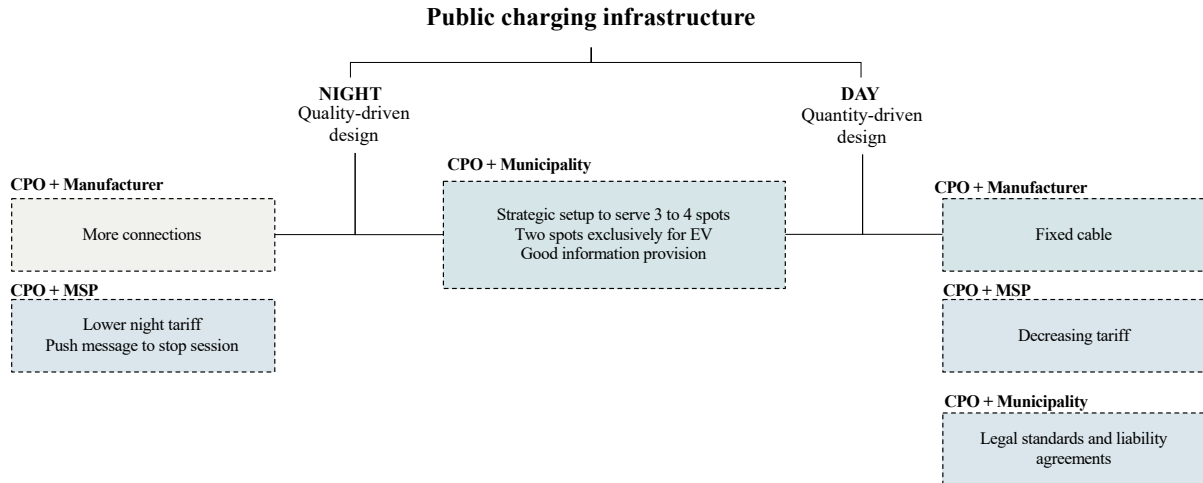 Public charging infrastructure
NIGHT
Quality-driven
design
DAY
Quantity-driven
design
CPO + Manufacturer
More connections
CPO + MSP
Lower night tariff
Push message to stop session
CPO + Municipality
Strategic setup to serve 3 to 4 spots
Two spots exclusively for EV
Good information provision
CPO + Manufacturer
Fixed cable
CPO + MSP
Decreasing tariff
CPO + Municipality
Legal standards and liability
agreements